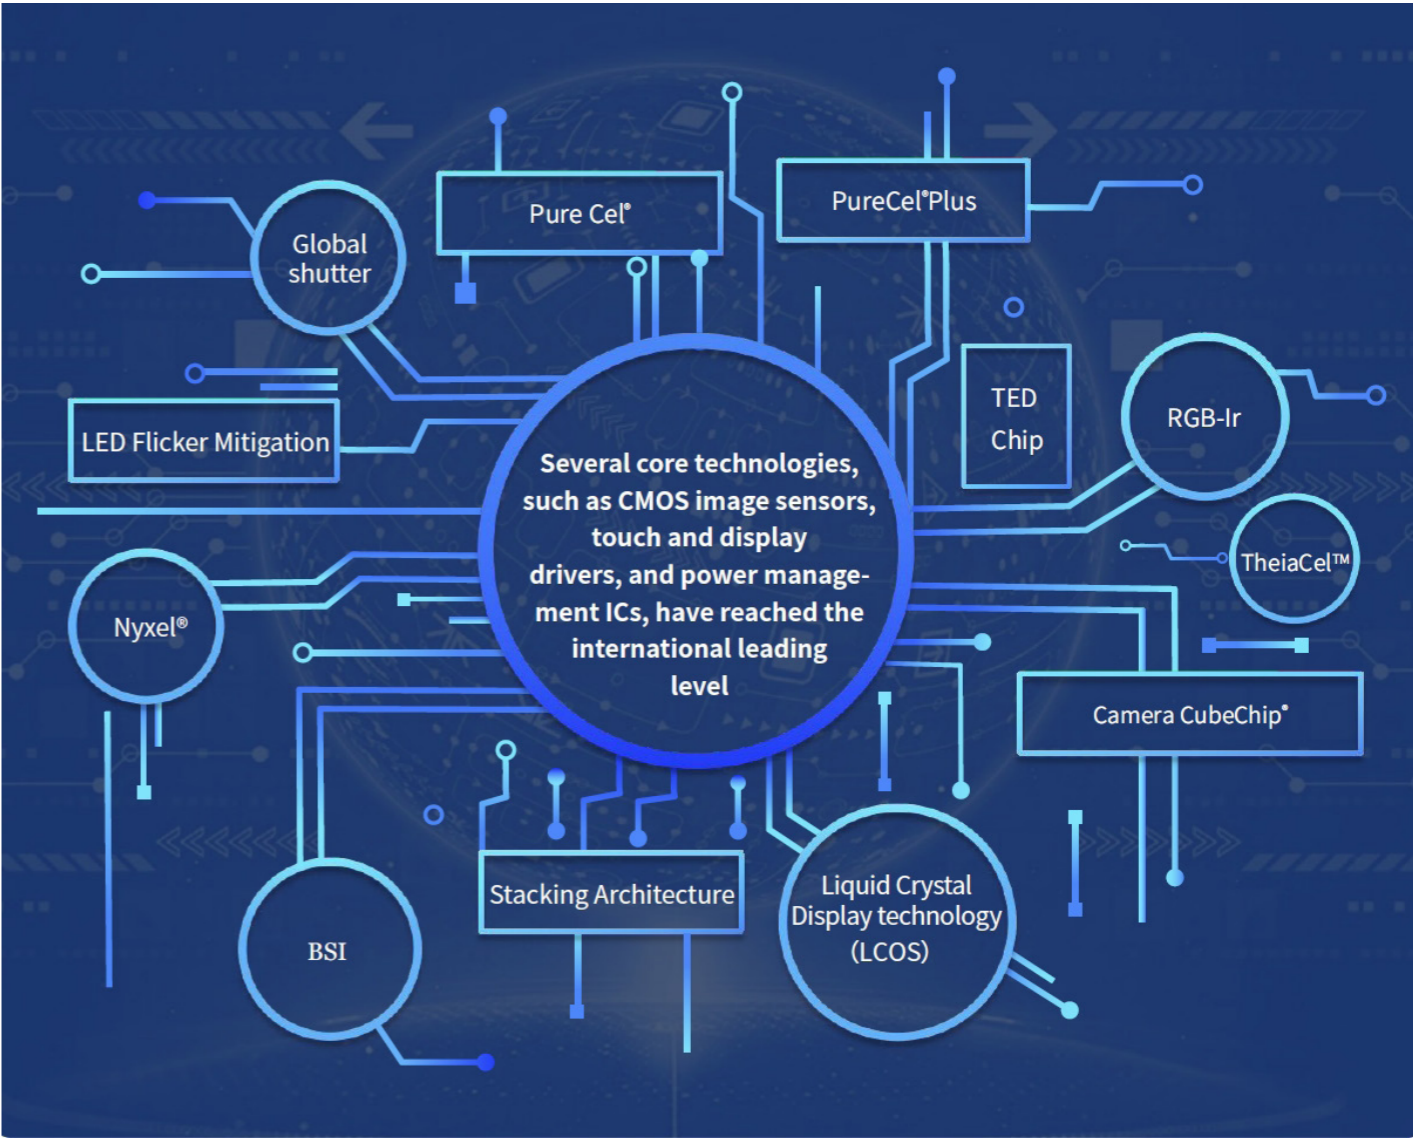 Pure Cel®
PureCel®Plus
Global
shutter
TED
Chip
RGB-Ir
LED Flicker Mitigation
Several core technologies,
such as CMOS image sensors,
touch and display
drivers, and power manage-
ment ICs, have reached the
international leading
level
TheiaCel™
Nyxel®
Camera CubeChip®
Stacking Architecture
Liquid Crystal
Display technology
(LCOS)
BSI